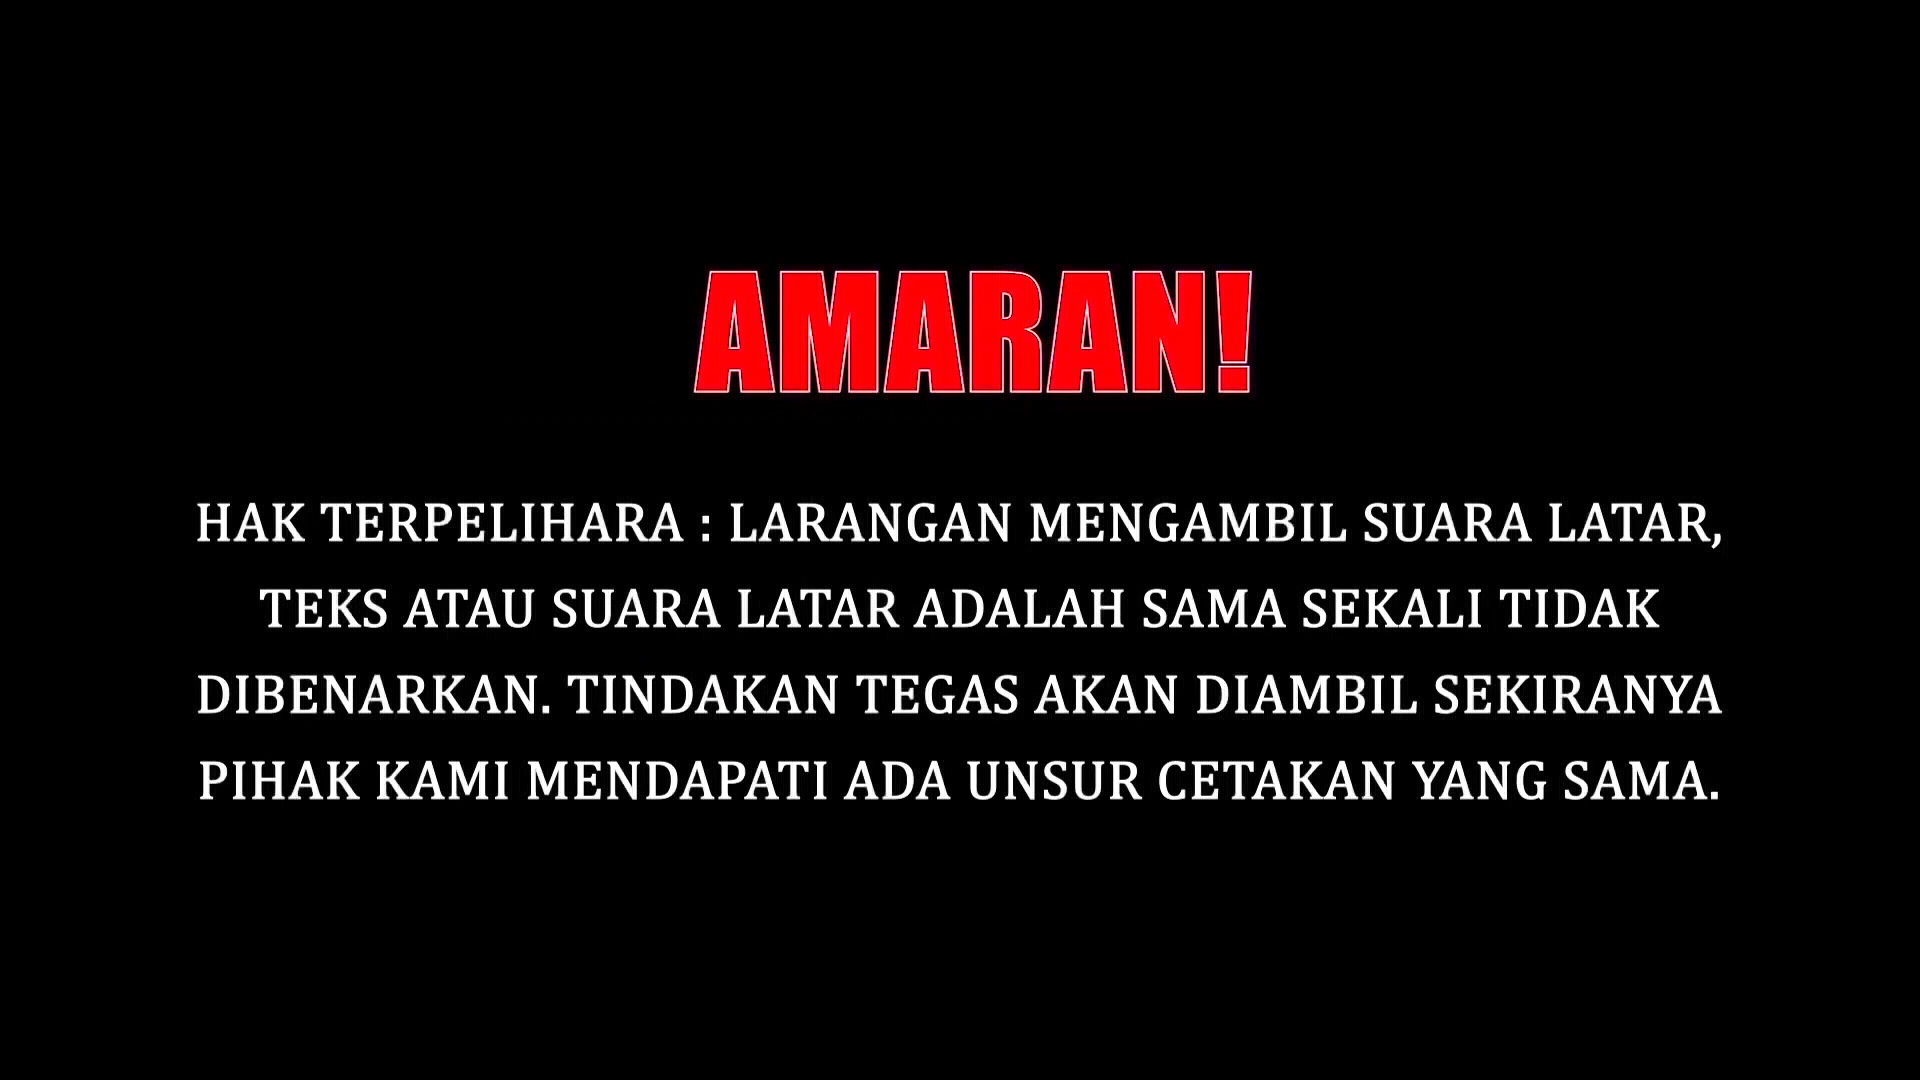 AMARAN!
HAK TERPELIHARA : LARANGAN MENGAMBIL SUARA LATAR,
TEKS ATAU SUARA LATAR ADALAH SAMA SEKALI TIDAK
DIBENARKAN. TINDAKAN TEGAS AKAN DIAMBIL SEKIRANYA
PIHAK KAMI MENDAPATI ADA UNSUR CETAKAN YANG SAMA.